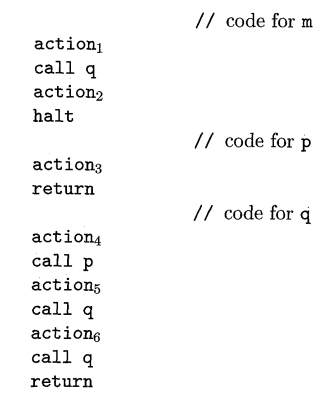 // code for m
action₁
call q
action₂
halt
// code for p
action₃
return
// code for q
action₄
call p
action₅
call q
action₆
call q
return